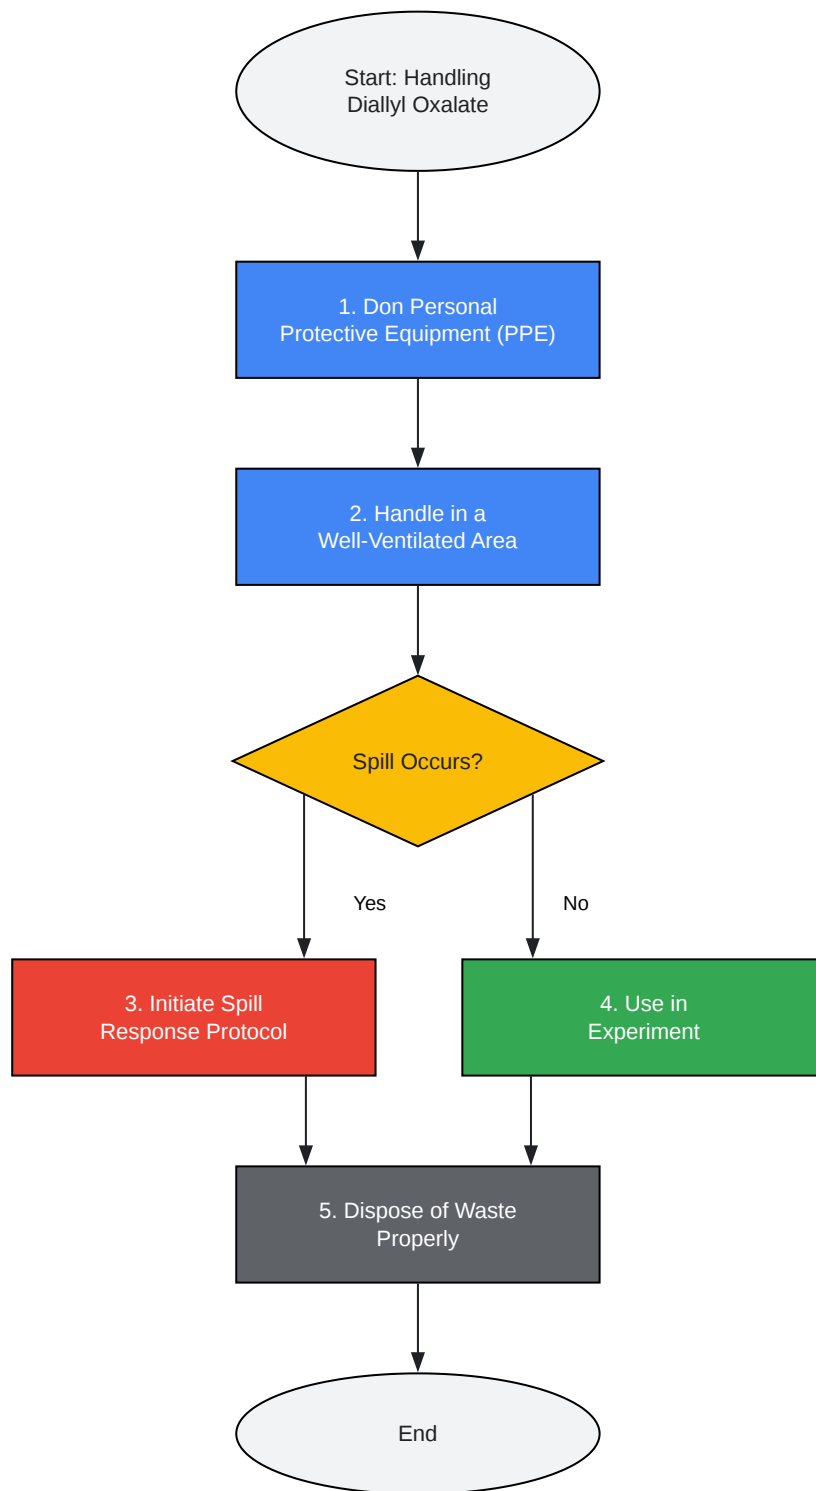 Start: Handling
Diallyl Oxalate
1. Don Personal
Protective Equipment (PPE)
2. Handle in a
Well-Ventilated Area
Spill Occurs?
Yes
No
3. Initiate Spill
Response Protocol
4. Use in
Experiment
5. Dispose of Waste
Properly
End